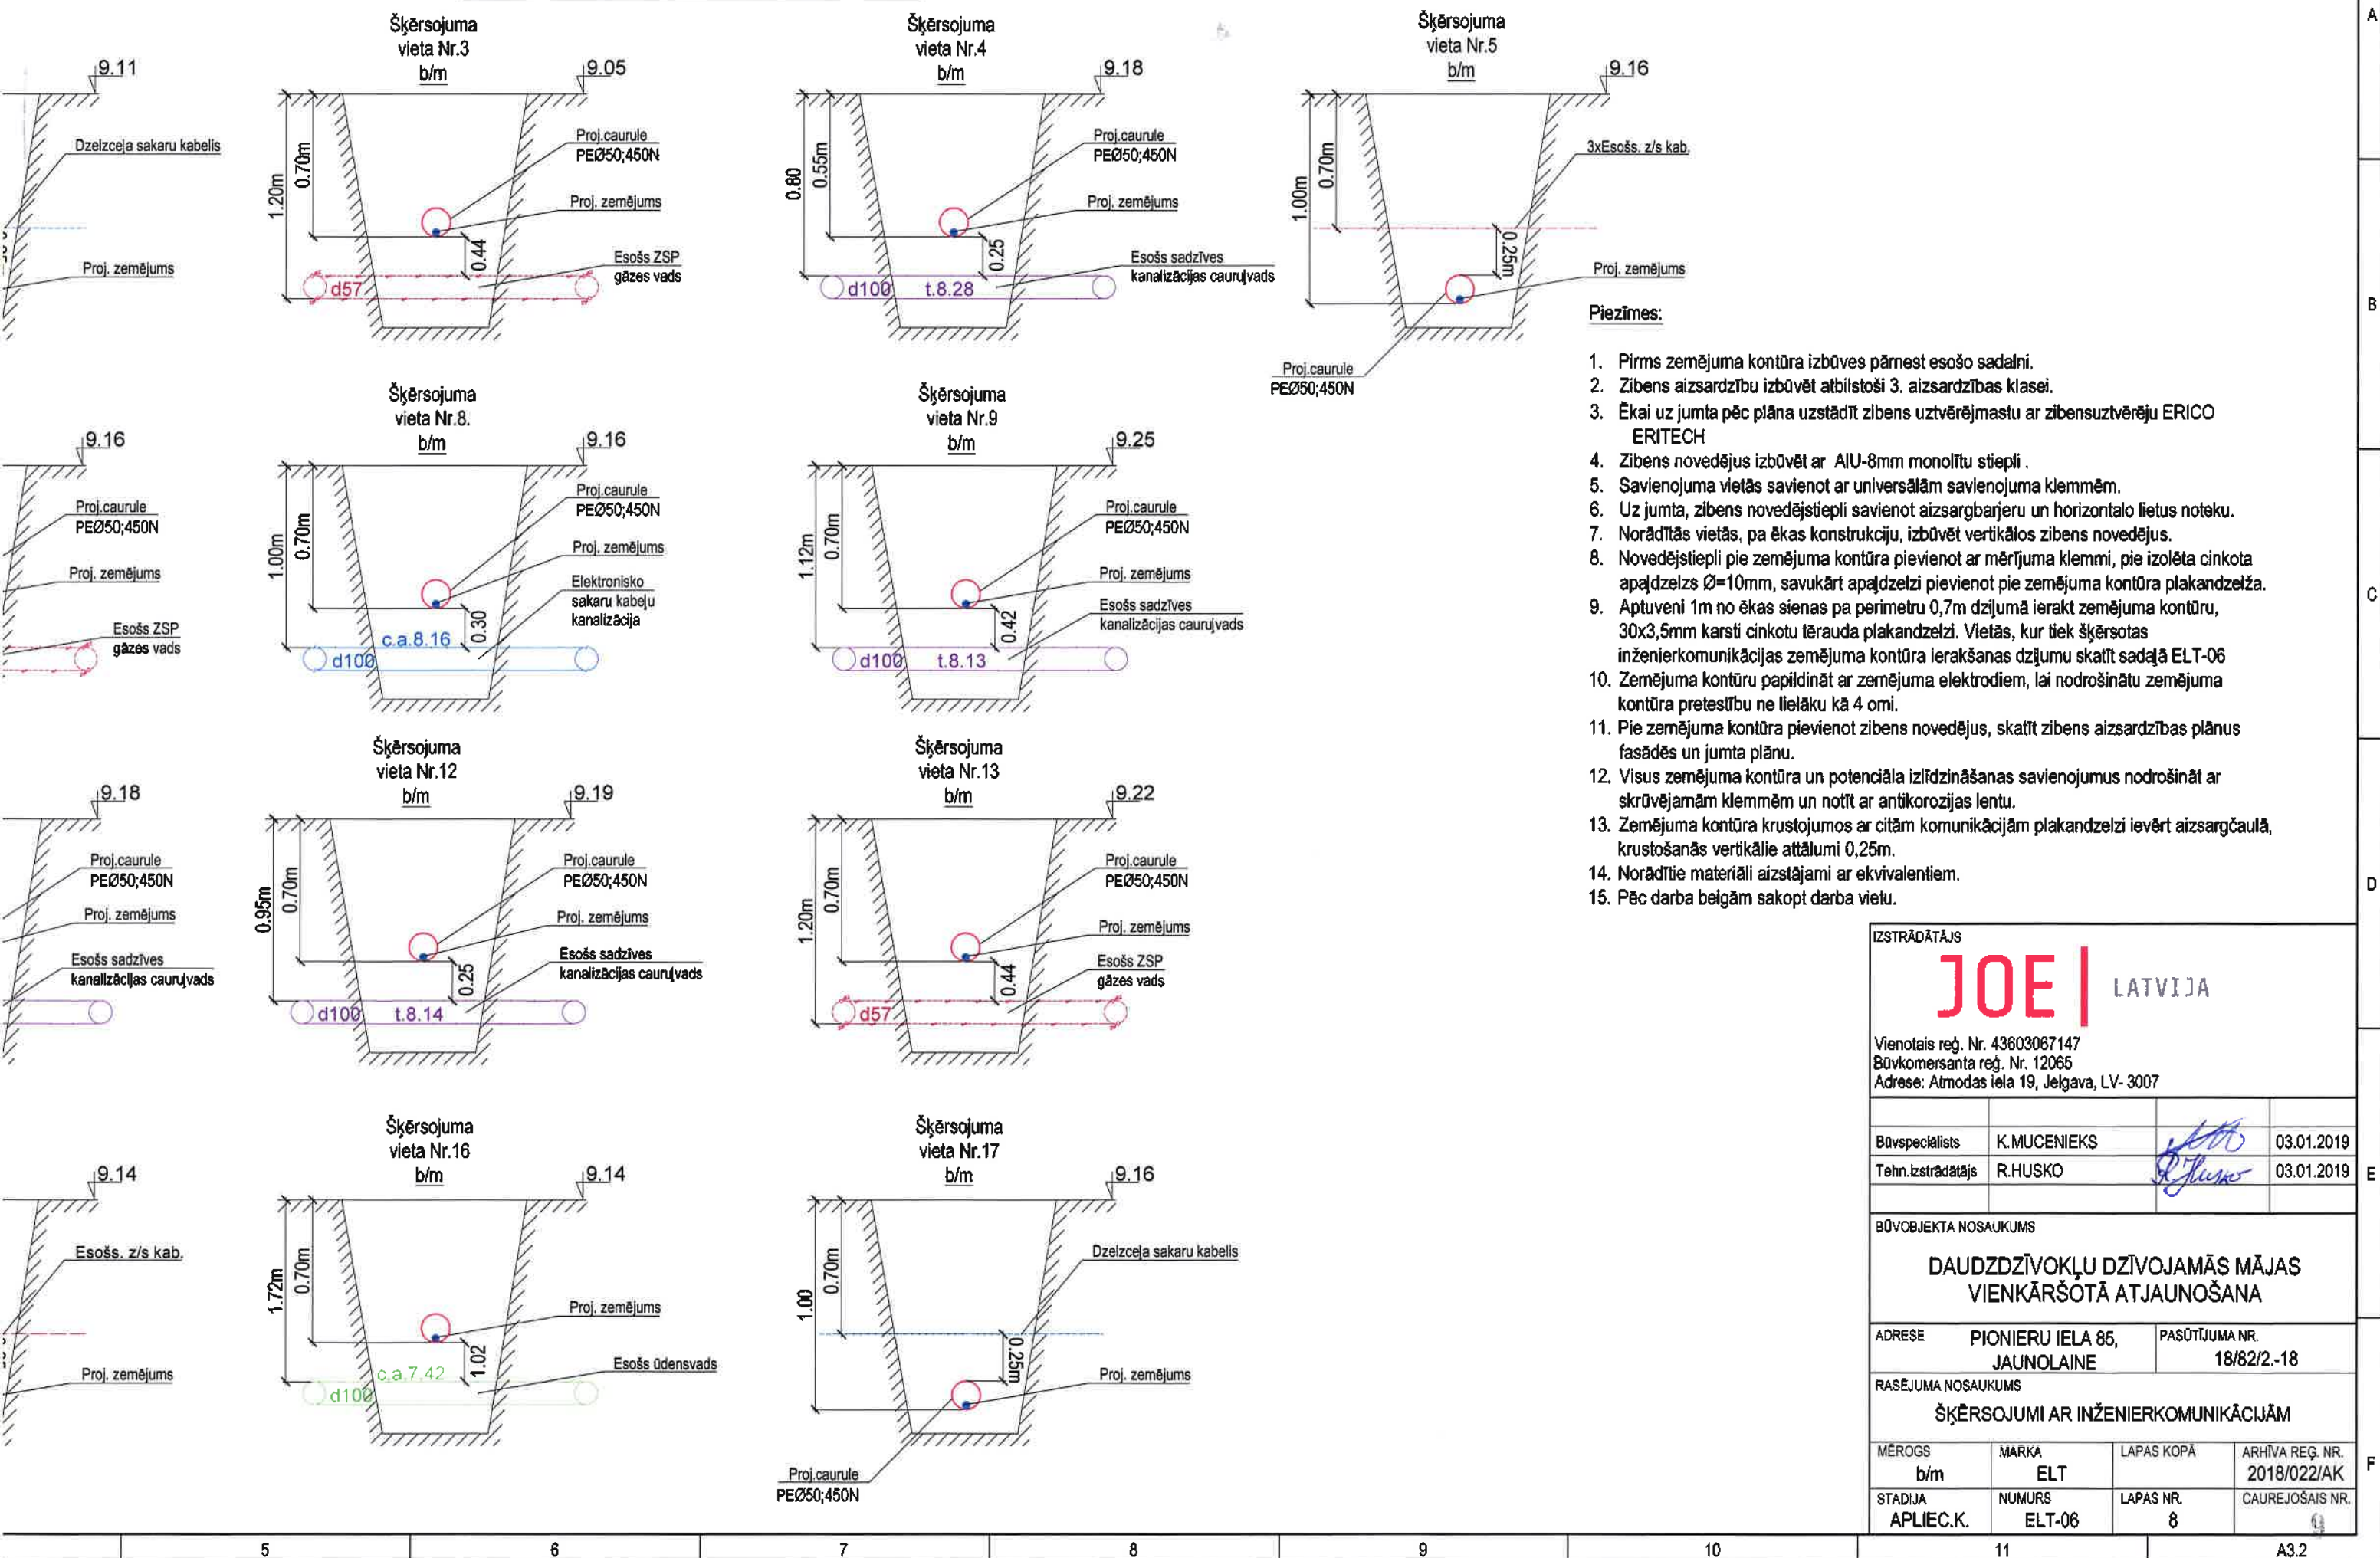 Šķērsojuma
vieta Nr.3
b/m
9.11
Dzelzceļa sakaru kabelis
Proj. zemējums
9.05
1.20m
0.70m
0.44
Proj.caurule
PEØ50;450N
Proj. zemējums
Esošs ZSP
gāzes vads
d57
Šķērsojuma
vieta Nr.4
b/m
9.18
0.80
0.55m
0.25
Proj.caurule
PEØ50;450N
Proj. zemējums
Esošs sadzīves
kanalizācijas cauruļvads
d100
t.8.28
Šķērsojuma
vieta Nr.5
b/m
9.16
1.00m
0.70m
0.25m
3xEsošs. z/s kab.
Proj. zemējums
Proj.caurule
PEØ50;450N
9.16
Proj.caurule
PEØ50;450N
Proj. zemējums
Esošs ZSP
gāzes vads
Šķērsojuma
vieta Nr.8.
b/m
9.16
1.00m
0.70m
0.30
Proj.caurule
PEØ50;450N
Proj. zemējums
Elektronisko
sakaru kabeļu
kanalizācija
c.a.8.16
d100
Šķērsojuma
vieta Nr.9
b/m
9.25
1.12m
0.70m
0.42
Proj.caurule
PEØ50;450N
Proj. zemējums
Esošs sadzīves
kanalizācijas cauruļvads
d100
t.8.13
9.18
Proj.caurule
PEØ50;450N
Proj. zemējums
Esošs sadzīves
kanalizācijas cauruļvads
Šķērsojuma
vieta Nr.12
b/m
9.19
0.95m
0.70m
0.25
Proj.caurule
PEØ50;450N
Proj. zemējums
Esošs sadzīves
kanalizācijas cauruļvads
d100
t.8.14
Šķērsojuma
vieta Nr.13
b/m
9.22
1.20m
0.70m
0.44
Proj.caurule
PEØ50;450N
Proj. zemējums
Esošs ZSP
gāzes vads
d57
9.14
Esošs. z/s kab.
Proj. zemējums
Šķērsojuma
vieta Nr.16
b/m
9.14
1.72m
0.70m
1.02
Proj. zemējums
Esošs ūdensvads
c.a.7.42
d100
Šķērsojuma
vieta Nr.17
b/m
9.16
1.00
0.70m
0.25m
Dzelzceļa sakaru kabelis
Proj. zemējums
Proj.caurule
PEØ50;450N
Piezīmes:
1. Pirms zemējuma kontūra izbūves pārnest esošo sadalni.
2. Zibens aizsardzību izbūvēt atbilstoši 3. aizsardzības klasei.
3. Ēkai uz jumta pēc plāna uzstādīt zibens uztvērējmastu ar zibensuztvērēju ERICO
ERITECH
4. Zibens novedējus izbūvēt ar AIU-8mm monolītu stiepli .
5. Savienojuma vietās savienot ar universālām savienojuma klemmēm.
6. Uz jumta, zibens novedējstiepli savienot aizsargbarjeru un horizontalo lietus noteku.
7. Norādītās vietās, pa ēkas konstrukciju, izbūvēt vertikālos zibens novedējus.
8. Novedējstiepli pie zemējuma kontūra pievienot ar mērījuma klemmi, pie izolēta cinkota
apaļdzelzs Ø=10mm, savukārt apaļdzelzi pievienot pie zemējuma kontūra plakandzelža.
9. Aptuveni 1m no ēkas sienas pa perimetru 0,7m dziļumā ierakt zemējuma kontūru,
30x3,5mm karsti cinkotu tērauda plakandzelzi. Vietās, kur tiek šķērsotas
inženierkomunikācijas zemējuma kontūra ierakšanas dziļumu skatīt sadaļā ELT-06
10. Zemējuma kontūru papildināt ar zemējuma elektrodiem, lai nodrošinātu zemējuma
kontūra pretestību ne lielāku kā 4 omi.
11. Pie zemējuma kontūra pievienot zibens novedējus, skatīt zibens aizsardzības plānus
fasādēs un jumta plānu.
12. Visus zemējuma kontūra un potenciāla izlīdzināšanas savienojumus nodrošināt ar
skrūvējamām klemmēm un notīt ar antikorozijas lentu.
13. Zemējuma kontūra krustojumos ar citām komunikācijām plakandzelzi ievērt aizsargčaulā,
krustošanās vertikālie attālumi 0,25m.
14. Norādītie materiāli aizstājami ar ekvivalentiem.
15. Pēc darba beigām sakopt darba vietu.
IZSTRĀDĀTĀJS
JOE LATVIJA
Vienotais reģ. Nr. 43603067147
Būvkomersanta reģ. Nr. 12065
Adrese: Atmodas iela 19, Jelgava, LV- 3007
Būvspeciālists K.MUCENIEKS 03.01.2019
Tehn.izstrādātājs R.HUSKO R.Husko 03.01.2019
BŪVOBJEKTA NOSAUKUMS
DAUDZDZĪVOKĻU DZĪVOJAMĀS MĀJAS
VIENKĀRŠOTĀ ATJAUNOŠANA
ADRESE PIONIERU IELA 85,
JAUNOLAINE
PASŪTĪJUMA NR.
18/82/2.-18
RASĒJUMA NOSAUKUMS
ŠĶĒRSOJUMI AR INŽENIERKOMUNIKĀCIJĀM
MĒROGS MARKA LAPAS KOPĀ ARHĪVA REĢ. NR.
b/m ELT 2018/022/AK
STADIJA NUMURS LAPAS NR. CAUREJOŠAIS NR.
APLIEC.K. ELT-06 8
A
B
C
D
E
F
5 6 7 8 9 10 11 A3.2